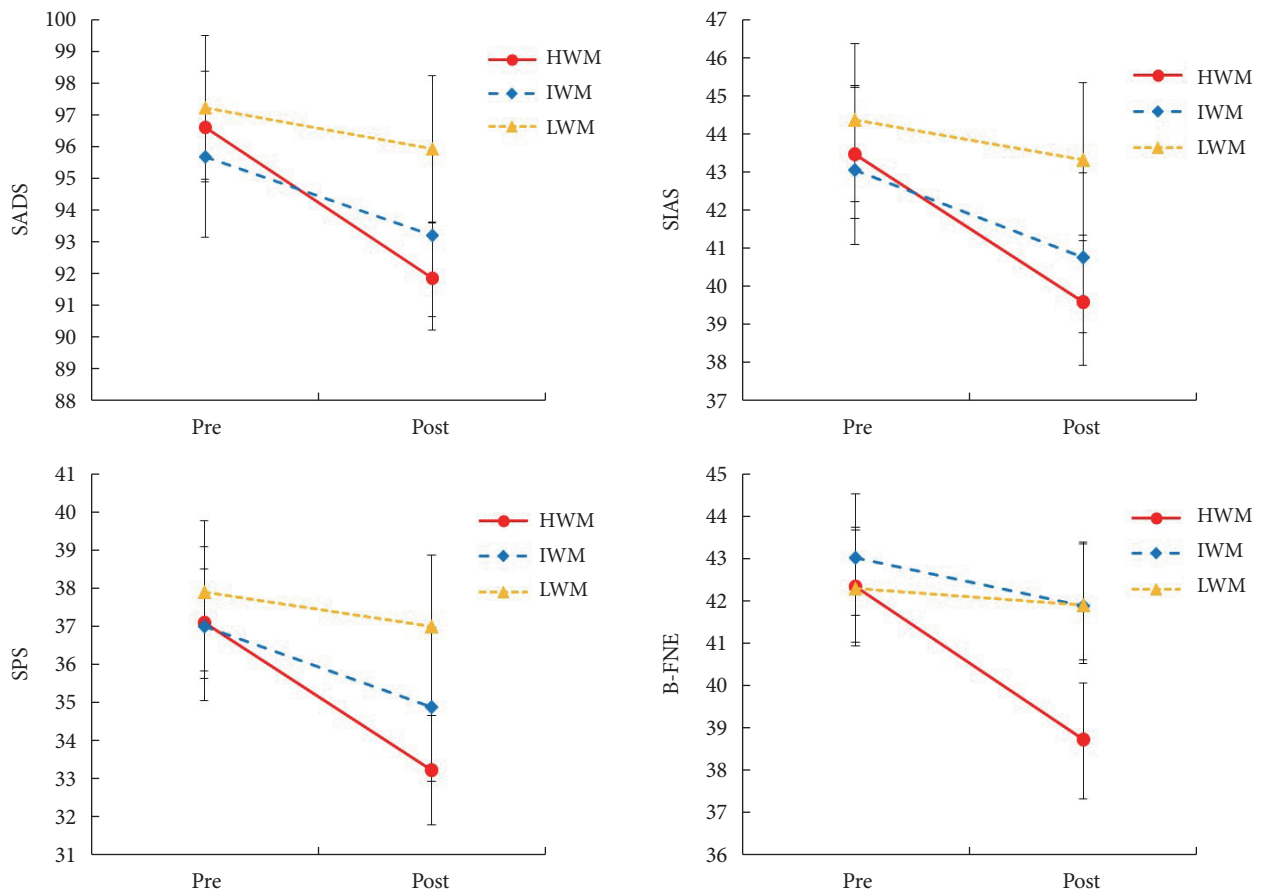 SADS
100
99
98
97
96
95
94
93
92
91
90
89
88
Pre
Post
HWM
IWM
LWM
SIAS
47
46
45
44
43
42
41
40
39
38
37
Pre
Post
HWM
IWM
LWM
SPS
41
40
39
38
37
36
35
34
33
32
31
Pre
Post
HWM
IWM
LWM
B-FNE
45
44
43
42
41
40
39
38
37
36
Pre
Post
HWM
IWM
LWM